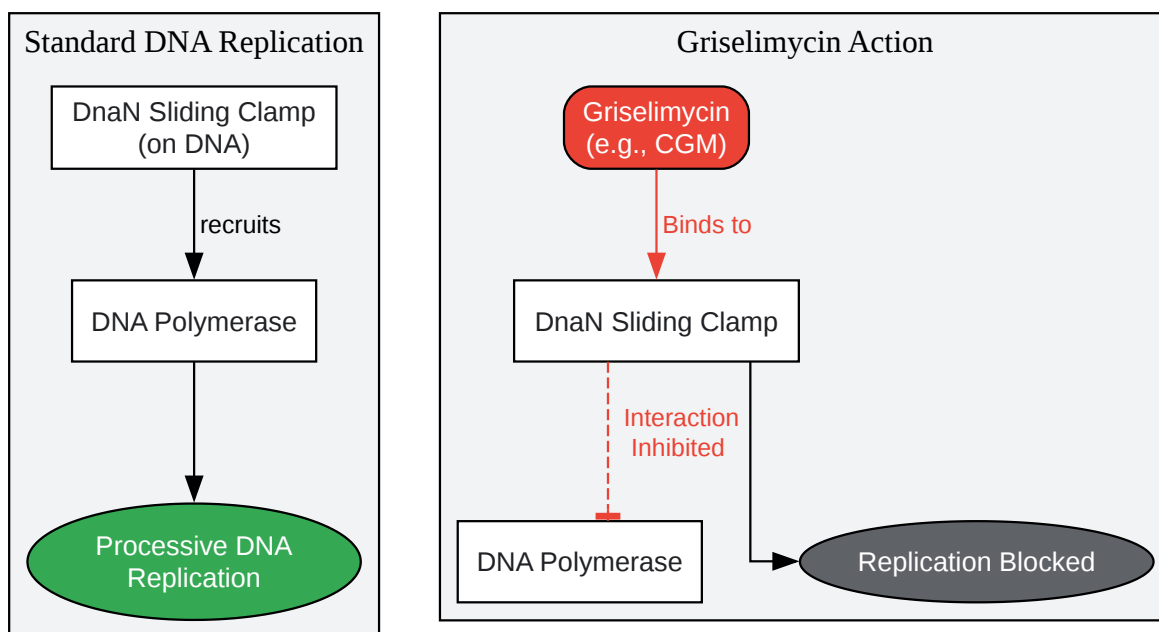 Standard DNA Replication
DnaN Sliding Clamp
(on DNA)
recruits
DNA Polymerase
Processive DNA
Replication
Griselimycin Action
Griselimycin
(e.g., CGM)
Binds to
DnaN Sliding Clamp
Interaction
Inhibited
DNA Polymerase
Replication Blocked